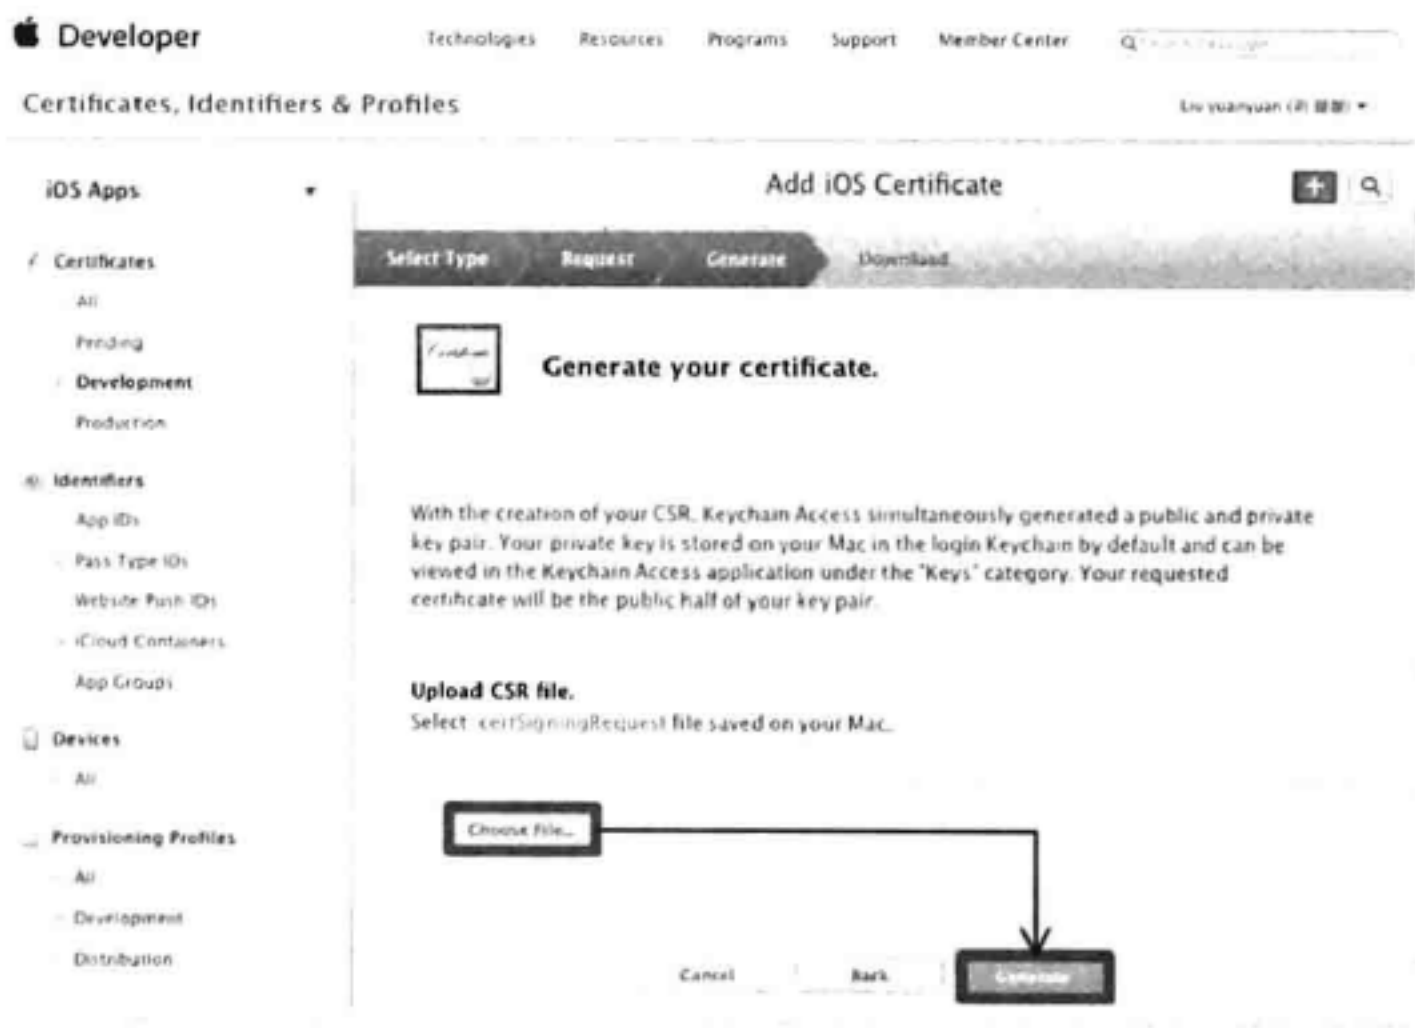 Developer
Technologies
Resources
Programs
Support
Member Center
Certificates, Identifiers & Profiles
Liu yuanyuan
iOS Apps
Add iOS Certificate
Select Type
Request
Generate
Download
Certificates
All
Pending
Development
Production
Generate your certificate.
Identifiers
App IDs
Pass Type IDs
Website Push IDs
iCloud Containers
App Groups
With the creation of your CSR, Keychain Access simultaneously generated a public and private
key pair. Your private key is stored on your Mac in the login Keychain by default and can be
viewed in the Keychain Access application under the "Keys" category. Your requested
certificate will be the public half of your key pair.
Upload CSR file.
Select .certSigningRequest file saved on your Mac.
Devices
All
Choose File...
Provisioning Profiles
All
Development
Distribution
Cancel
Back
Generate